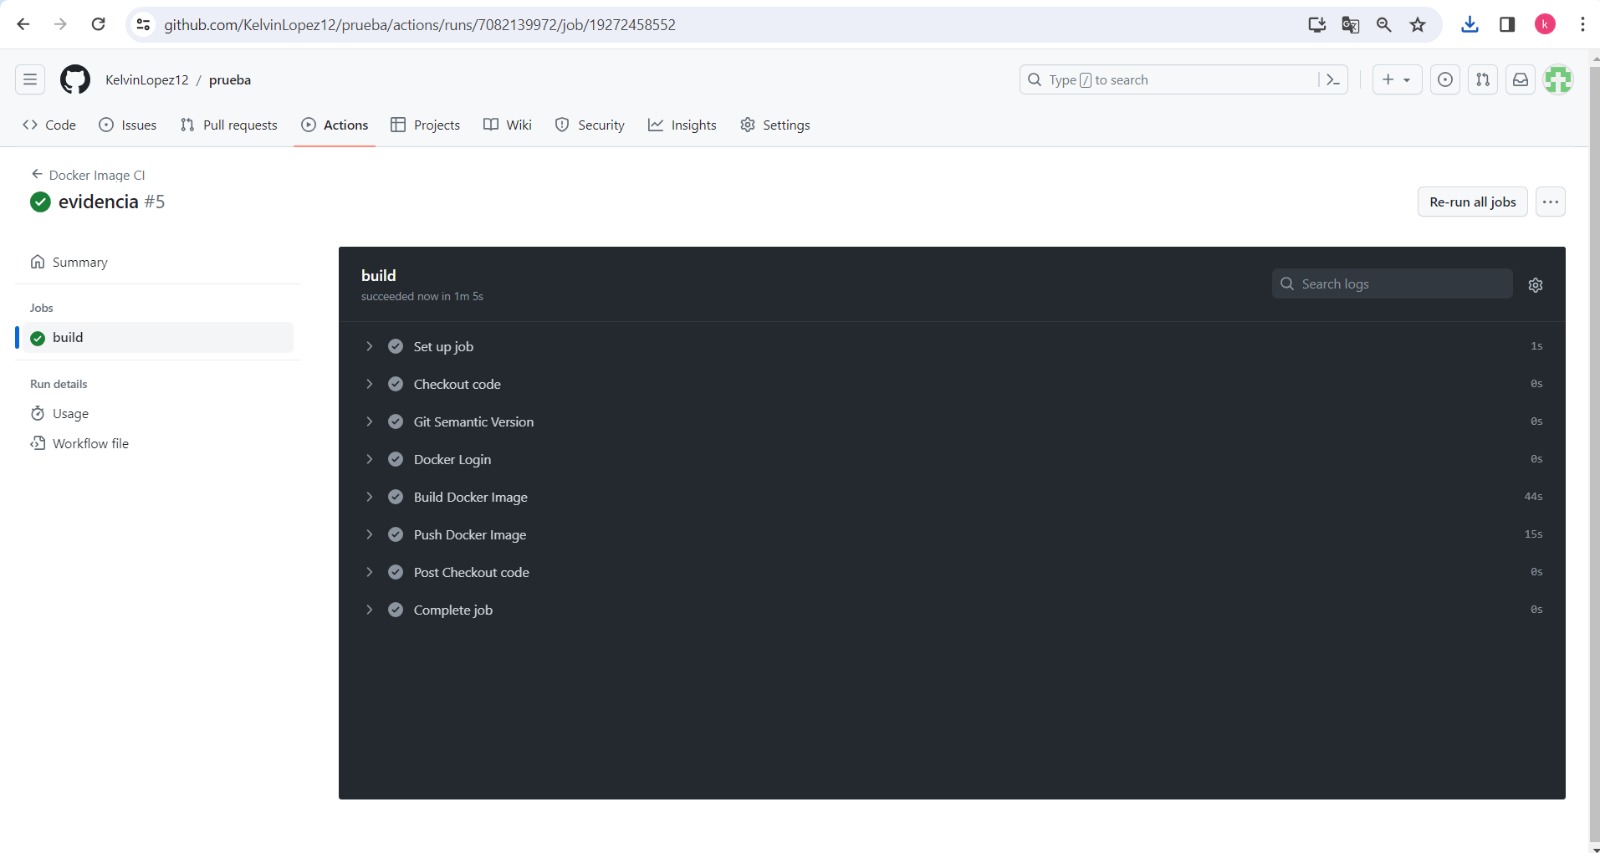 github.com/KelvinLopez12/prueba/actions/runs/7082139972/job/19272458552
k
KelvinLopez12 / prueba
Type / to search
Code Issues Pull requests Actions Projects Wiki Security Insights Settings
Docker Image CI
evidencia #5
Re-run all jobs
Summary
Jobs
build
Run details
Usage
Workflow file
build
succeeded now in 1m 5s
Search logs
Set up job 1s
Checkout code 0s
Git Semantic Version 0s
Docker Login 0s
Build Docker Image 44s
Push Docker Image 15s
Post Checkout code 0s
Complete job 0s